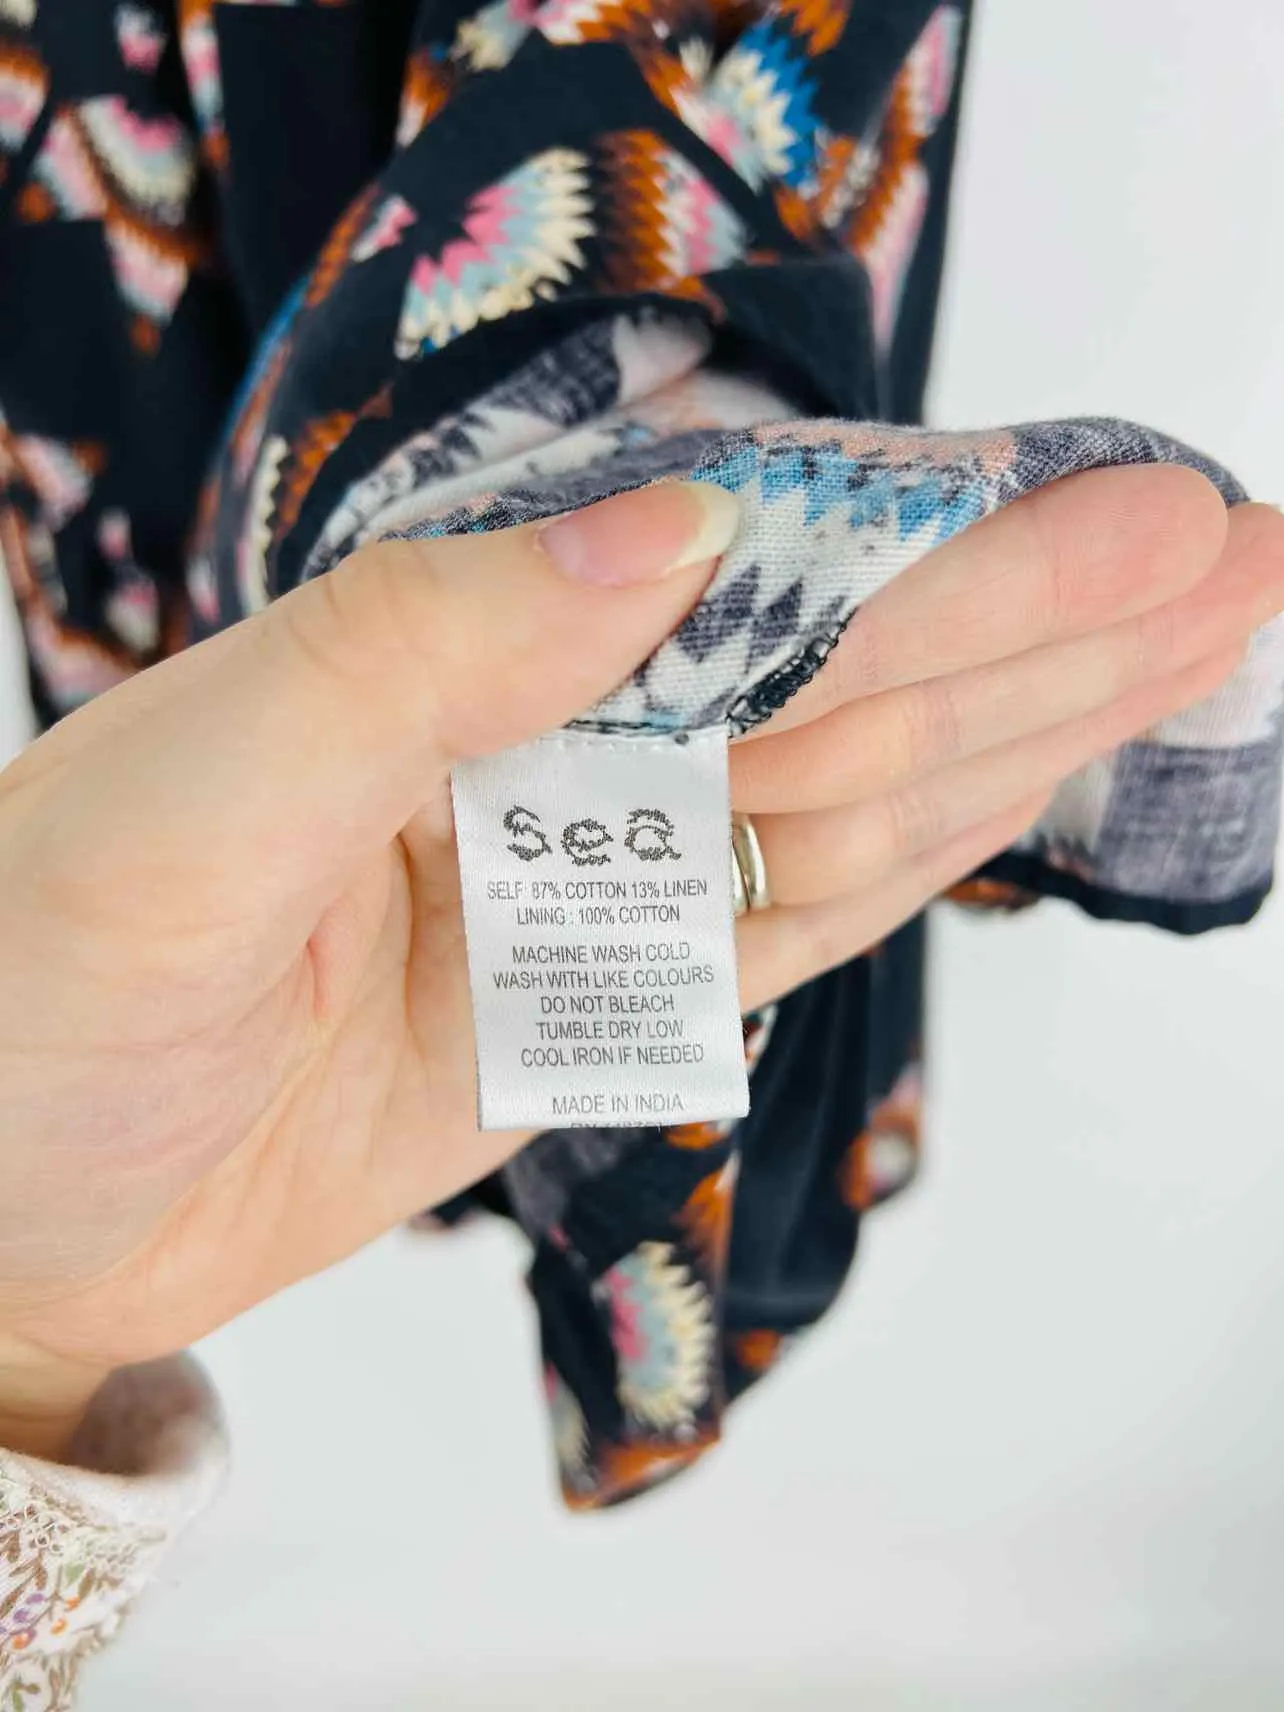 Sea
SELF: 87% COTTON 13% LINEN
LINING : 100% COTTON
MACHINE WASH COLD
WASH WITH LIKE COLOURS
DO NOT BLEACH
TUMBLE DRY LOW
COOL IRON IF NEEDED
MADE IN INDIA